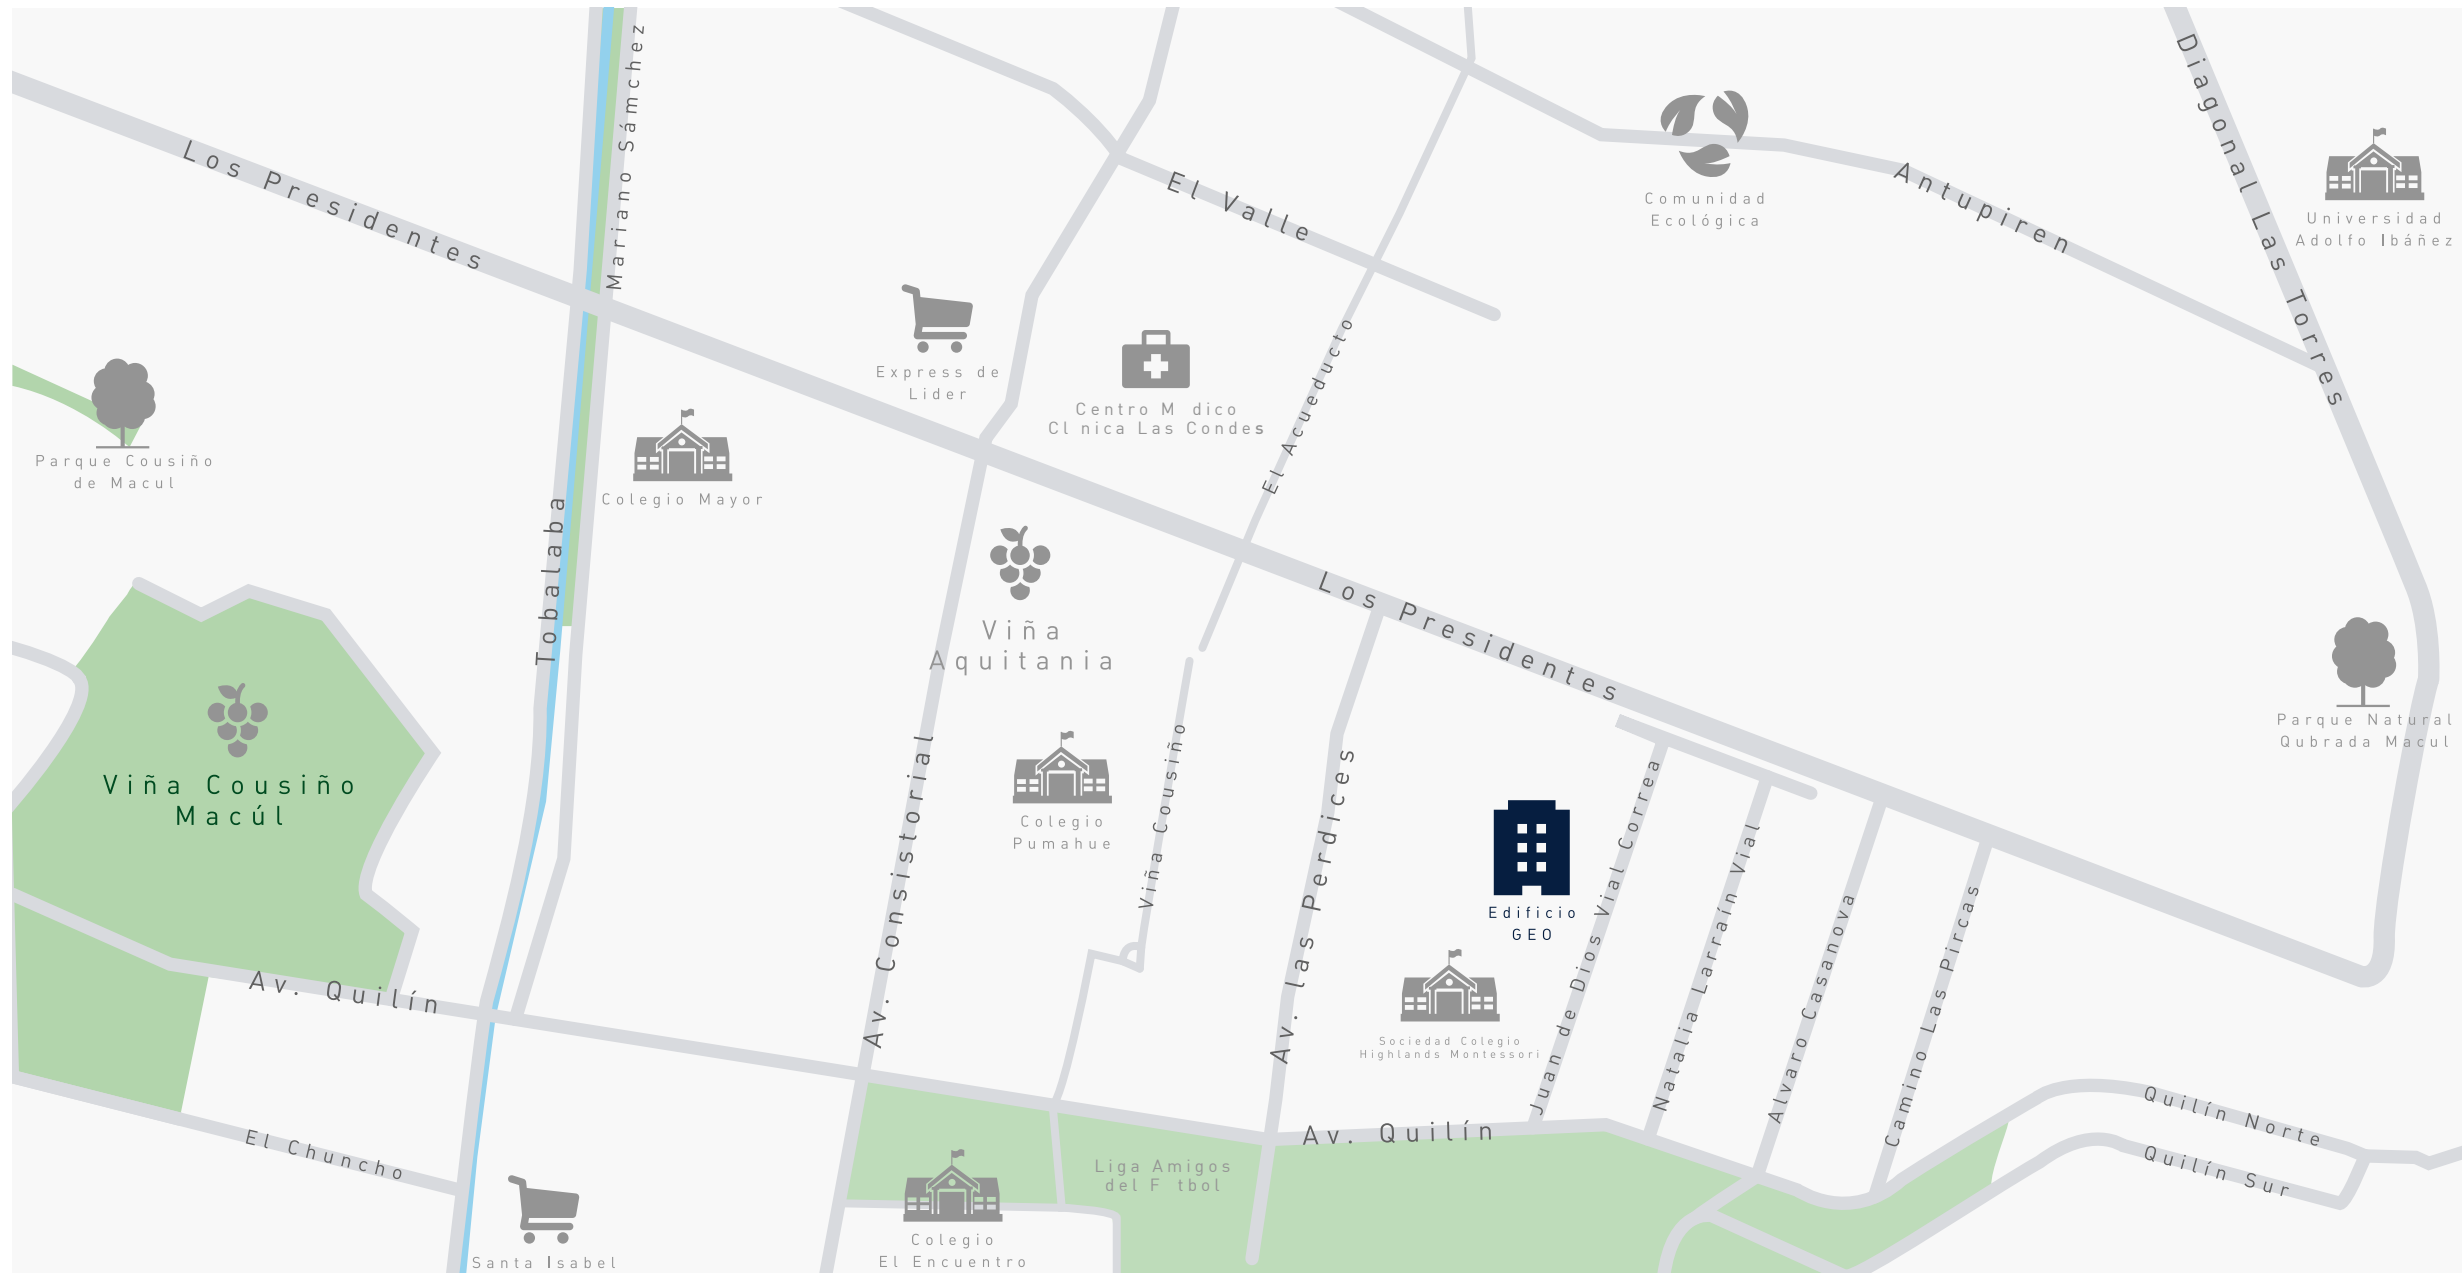 Diagonal Las Torres
Mariano Sámchez
Los Presidentes
El Valle
Antupiren
Comunidad
Ecológica
Universidad
Adolfo Ibáñez
Express de
Lider
El Acueducto
Centro M dico
Cl nica Las Condes
Parque Cousiño
de Macul
Colegio Mayor
Tobalaba
Los Presidentes
Viña
Aquitania
Parque Natural
Qubrada Macul
Viña Cousiño
Macúl
Av. Consistorial
Viña Cousiño
Av. las Perdices
Juan de Dios Vial Correa
Natalia Larraín Vial
Alvaro Casanova
Camino Las Pircas
Colegio
Pumahue
Edificio
GEO
Av. Quilín
Sociedad Colegio
Highlands Montessori
Av. Quilín
Quilín Norte
Quilín Sur
El Chuncho
Liga Amigos
del F tbol
Colegio
El Encuentro
Santa Isabel